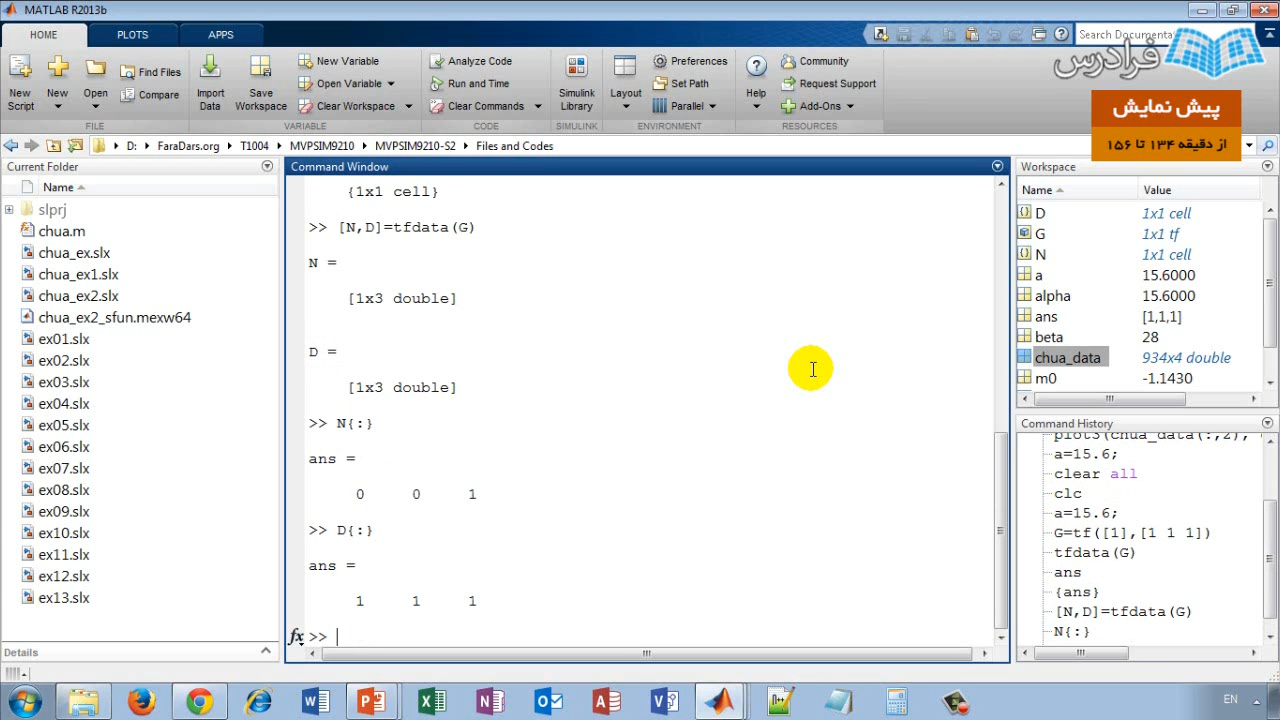 MATLAB R2013b
HOME PLOTS APPS
Search Documenta
فرادرس
New Script
New
Open
Find Files
Compare
FILE
Import Data
Save Workspace
New Variable
Open Variable
Clear Workspace
VARIABLE
Analyze Code
Run and Time
Clear Commands
CODE
Simulink Library
SIMULINK
Layout
Preferences
Set Path
Parallel
ENVIRONMENT
Help
Community
Request Support
Add-Ons
RESOURCES
پیش نمایش
از دقیقه ۱۳۴ تا ۱۵۶
D: FaraDars.org T1004 MVPSIM9210 MVPSIM9210-S2 Files and Codes
Current Folder
Name
slprj
chua.m
chua_ex.slx
chua_ex1.slx
chua_ex2.slx
chua_ex2_sfun.mexw64
ex01.slx
ex02.slx
ex03.slx
ex04.slx
ex05.slx
ex06.slx
ex07.slx
ex08.slx
ex09.slx
ex10.slx
ex11.slx
ex12.slx
ex13.slx
Details
Command Window
{1x1 cell}
>> [N,D]=tfdata(G)
N =
[1x3 double]
D =
[1x3 double]
>> N{:}
ans =
0 0 1
>> D{:}
ans =
1 1 1
fx >>
Workspace
Name Value
D 1x1 cell
G 1x1 tf
N 1x1 cell
a 15.6000
alpha 15.6000
ans [1,1,1]
beta 28
chua_data 934x4 double
m0 -1.1430
Command History
plot3(chua_data(:,2),
a=15.6;
clear all
clc
a=15.6;
G=tf([1],[1 1 1])
tfdata(G)
ans
{ans}
[N,D]=tfdata(G)
N{:}
EN